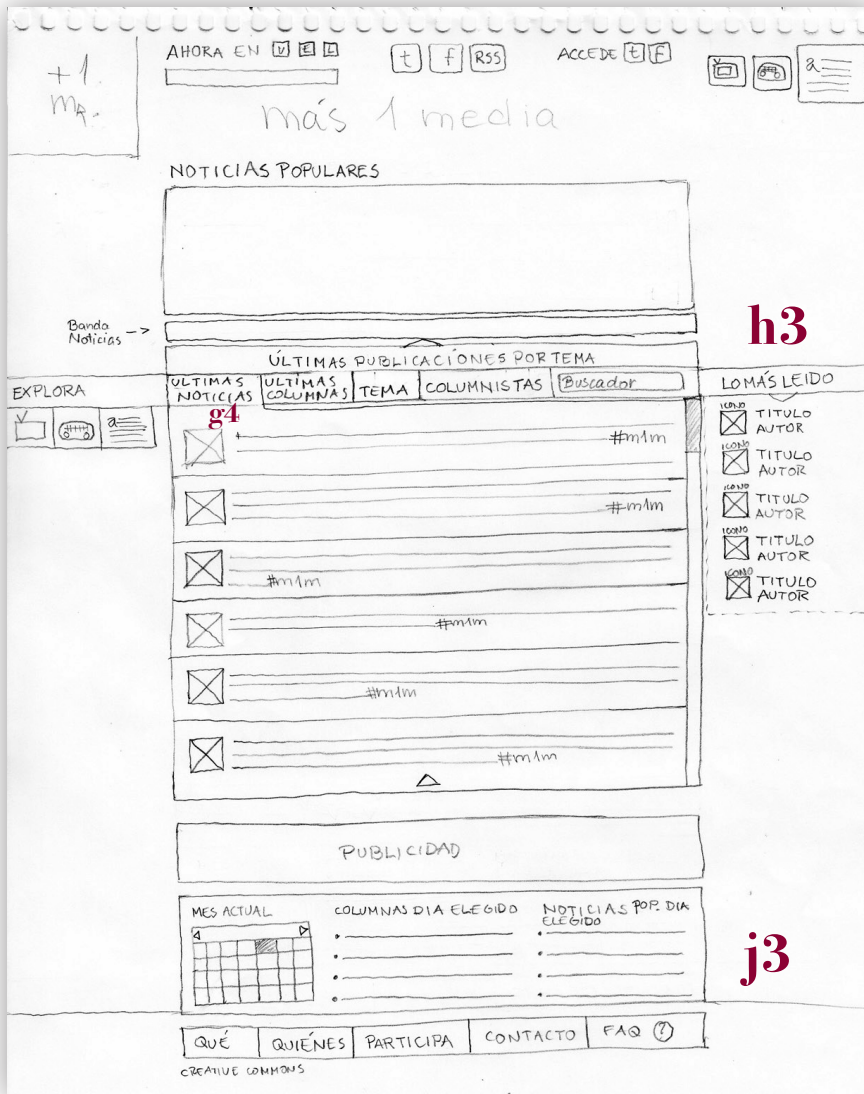 +1
AHORA EN V E L
t f RSS
ACCEDE t F
a
más 1 media
NOTICIAS POPULARES
h3
Banda
Noticias →
ÚLTIMAS PUBLICACIONES POR TEMA
EXPLORA
a
ULTIMAS
NOTICIAS
ULTIMAS
COLUMNAS
TEMA
COLUMNISTAS
Buscador
g4
#m1m
#m1m
#m1m
#m1m
#m1m
#m1m
LO MÁS LEIDO
ICONO
TITULO
AUTOR
ICONO
TITULO
AUTOR
ICONO
TITULO
AUTOR
ICONO
TITULO
AUTOR
ICONO
TITULO
AUTOR
PUBLICIDAD
MES ACTUAL
COLUMNAS DIA ELEGIDO
NOTICIAS POP. DIA
ELEGIDO
j3
QUÉ
QUIÉNES
PARTICIPA
CONTACTO
FAQ ?
CREATIVE COMMONS